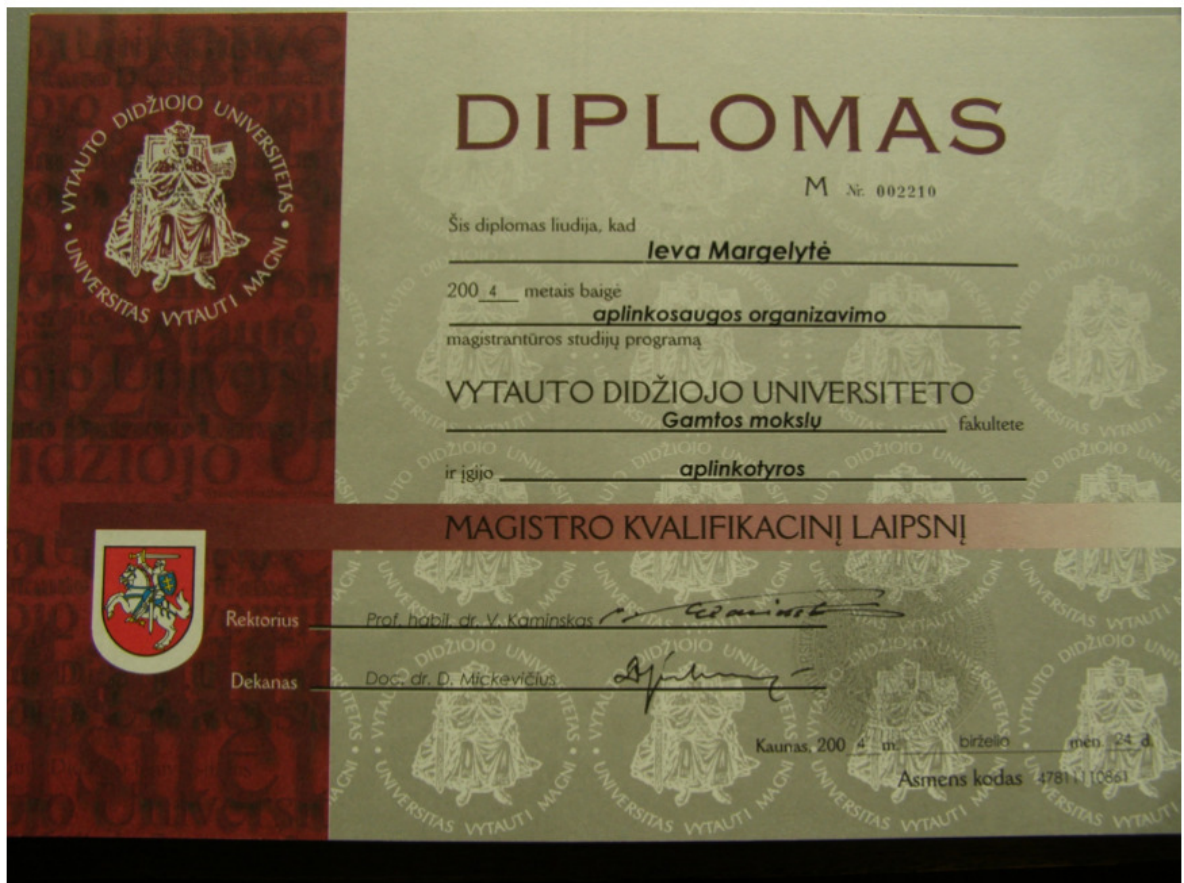 VYTAUTO DIDŽIOJO UNIVERSITETAS
UNIVERSITAS VYTAUTI MAGNI
DIPLOMAS
M Nr. 002210
Šis diplomas liudija, kad
Ieva Margelytė
200 4 metais baigė
aplinkosaugos organizavimo
magistrantūros studijų programą
VYTAUTO DIDŽIOJO UNIVERSITETO
Gamtos mokslų fakultete
ir įgijo aplinkotyros
MAGISTRO KVALIFIKACINĮ LAIPSNĮ
Rektorius Prof. habil. dr. V. Kaminskas
Dekanas Doc. dr. D. Mickevičius
Kaunas, 200 4 m. birželio mėn. 24 d.
Asmens kodas 47811110861